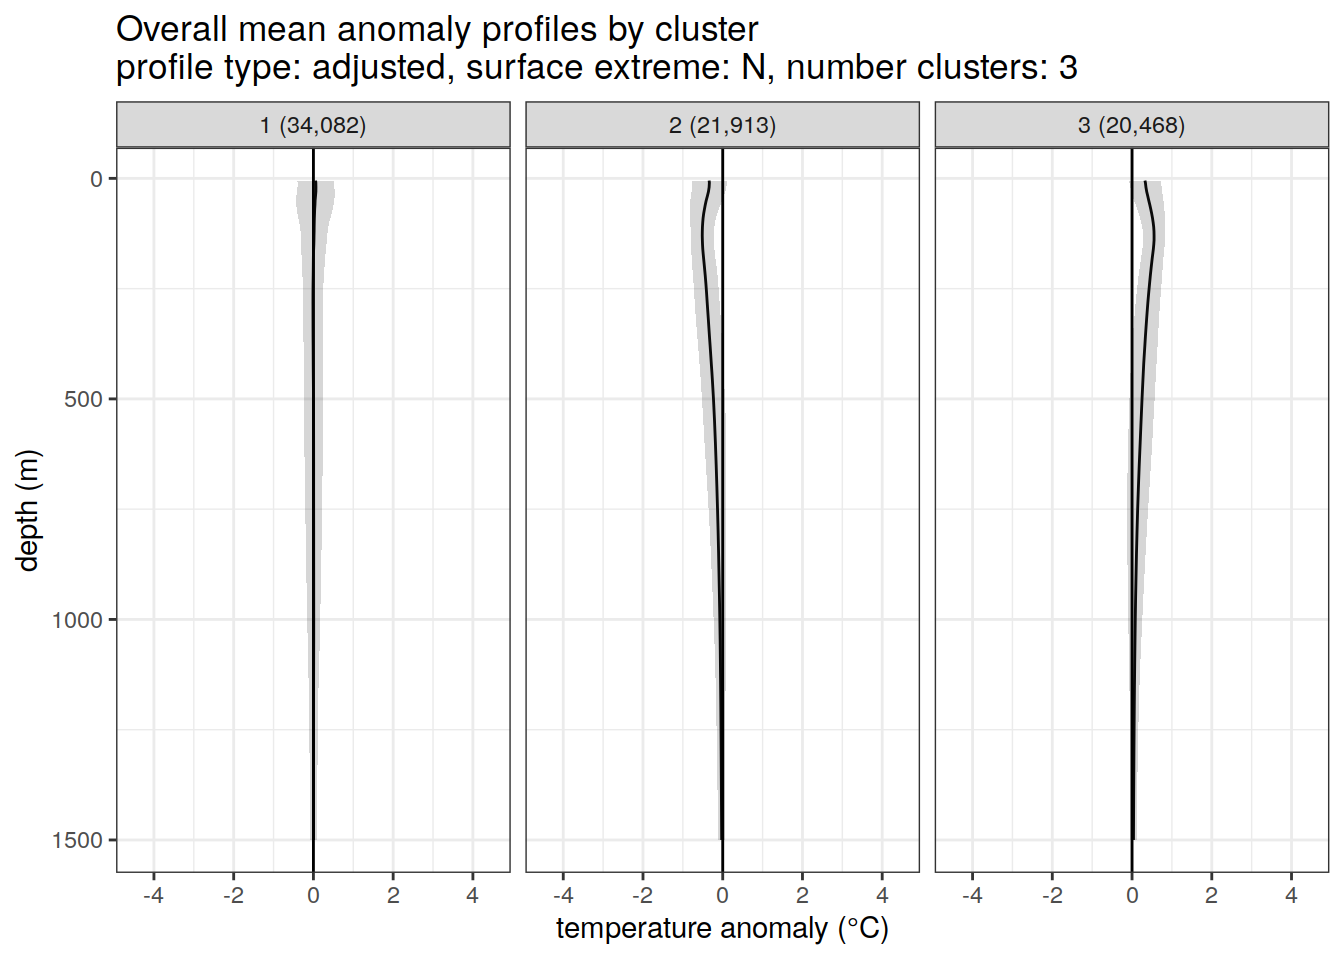 Overall mean anomaly profiles by cluster
profile type: adjusted, surface extreme: N, number clusters: 3
1 (34,082)
2 (21,913)
3 (20,468)
0
500
1000
1500
depth (m)
-4 -2 0 2 4
-4 -2 0 2 4
-4 -2 0 2 4
temperature anomaly (°C)